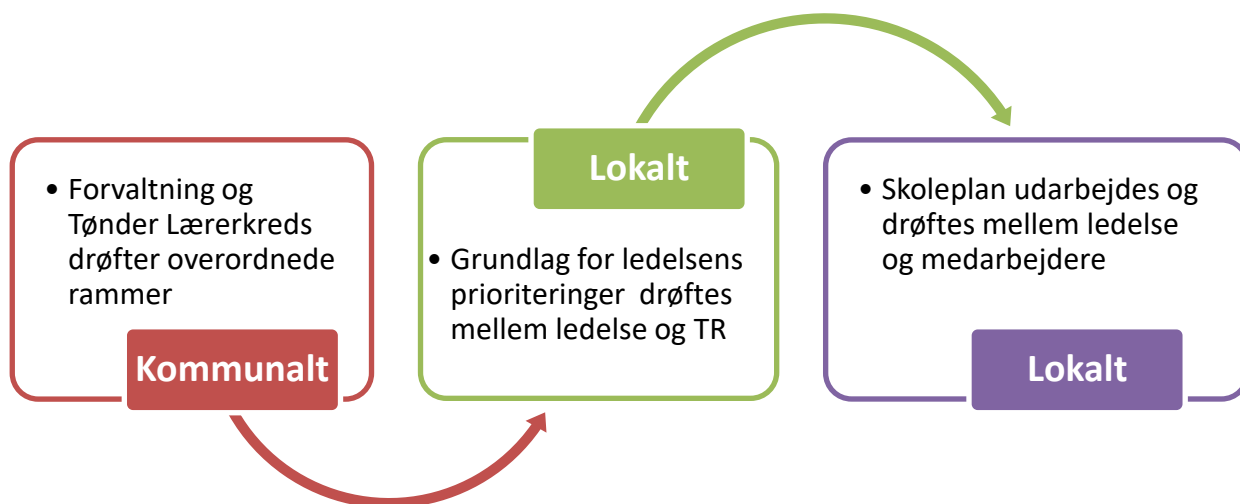 • Forvaltning og
Tønder Lærerkreds
drøfter overordnede
rammer
Kommunalt
Lokalt
• Grundlag for ledelsens
prioriteringer drøftes
mellem ledelse og TR
• Skoleplan udarbejdes og
drøftes mellem ledelse
og medarbejdere
Lokalt